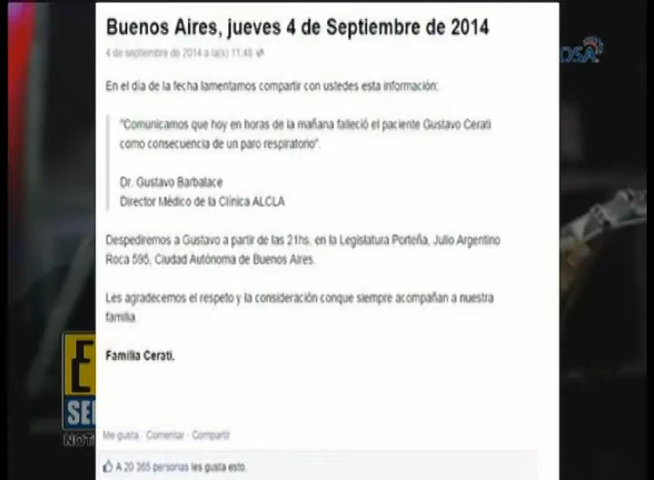 Buenos Aires, jueves 4 de Septiembre de 2014
4 de septiembre de 2014 a la(s) 11:48
En el día de la fecha lamentamos compartir con ustedes esta información:
"Comunicamos que hoy en horas de la mañana falleció el paciente Gustavo Cerati
como consecuencia de un paro respiratorio".
Dr. Gustavo Barbalace
Director Médico de la Clínica ALCLA
Despediremos a Gustavo a partir de las 21hs, en la Legislatura Porteña, Julio Argentino
Roca 595, Ciudad Autónoma de Buenos Aires.
Les agradecemos el respeto y la consideración conque siempre acompañan a nuestra
familia.
Familia Cerati.
Me gusta · Comentar · Compartir
A 20 365 personas les gusta esto.